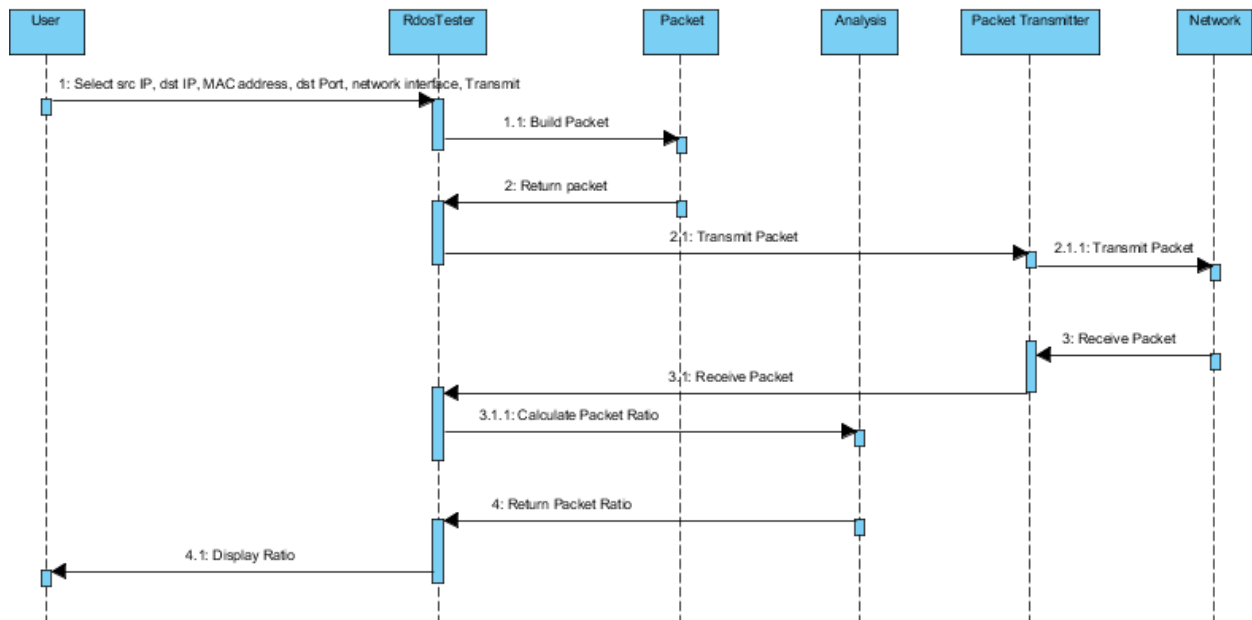 User
RdosTester
Packet
Analysis
Packet Transmitter
Network
1: Select src IP, dst IP, MAC address, dst Port, network interface, Transmit
1.1: Build Packet
2: Return packet
2.1: Transmit Packet
2.1.1: Transmit Packet
3: Receive Packet
3.1: Receive Packet
3.1.1: Calculate Packet Ratio
4: Return Packet Ratio
4.1: Display Ratio